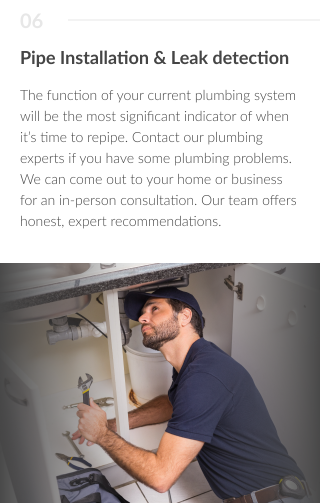 06
Pipe Installation & Leak detection
The function of your current plumbing system
will be the most significant indicator of when
it's time to repipe. Contact our plumbing
experts if you have some plumbing problems.
We can come out to your home or business
for an in-person consultation. Our team offers
honest, expert recommendations.